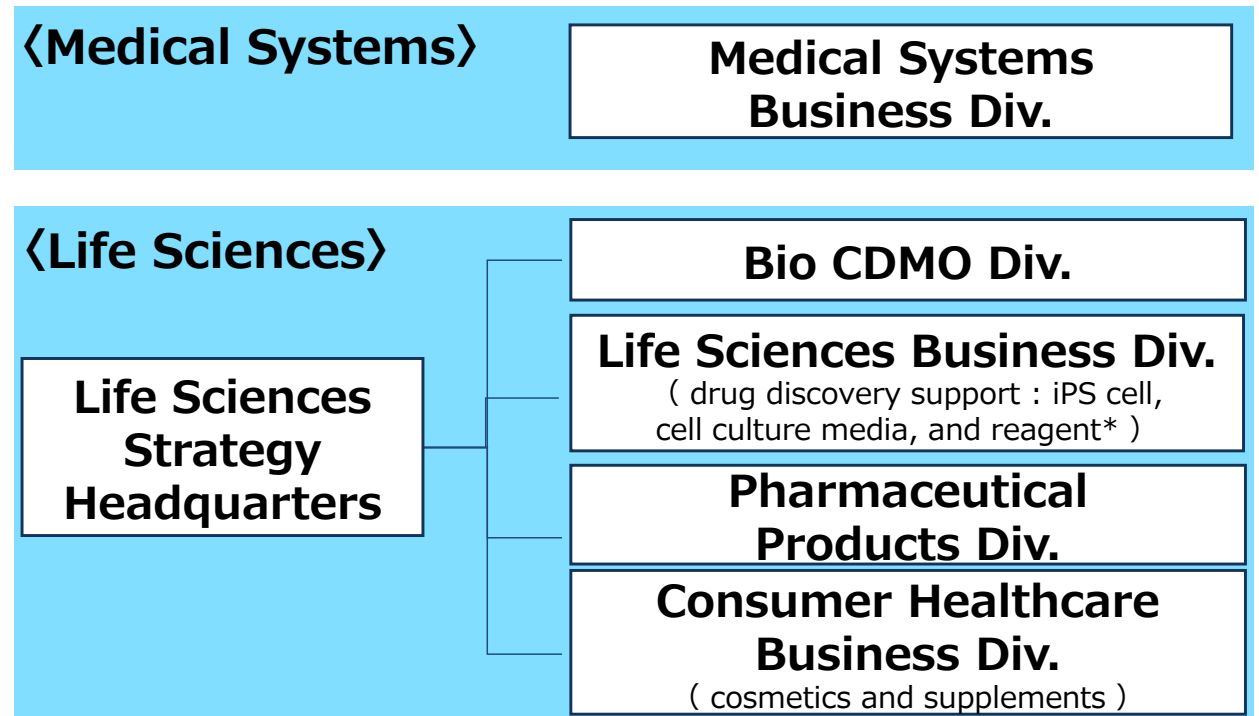 〈Medical Systems〉
Medical Systems
Business Div.
〈Life Sciences〉
Life Sciences
Strategy
Headquarters
Bio CDMO Div.
Life Sciences Business Div.
( drug discovery support : iPS cell,
cell culture media, and reagent* )
Pharmaceutical
Products Div.
Consumer Healthcare
Business Div.
( cosmetics and supplements )